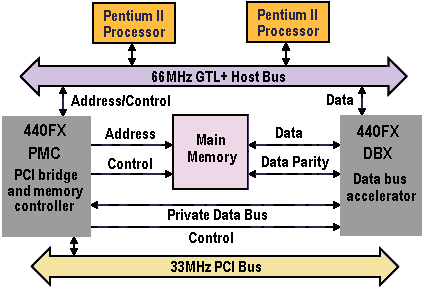 Pentium II
Processor
Pentium II
Processor
66MHz GTL+ Host Bus
Address/Control
Data
440FX
PMC
PCI bridge
and memory
controller
Address
Control
Main
Memory
Data
Data Parity
440FX
DBX
Data bus
accelerator
Private Data Bus
Control
33MHz PCI Bus